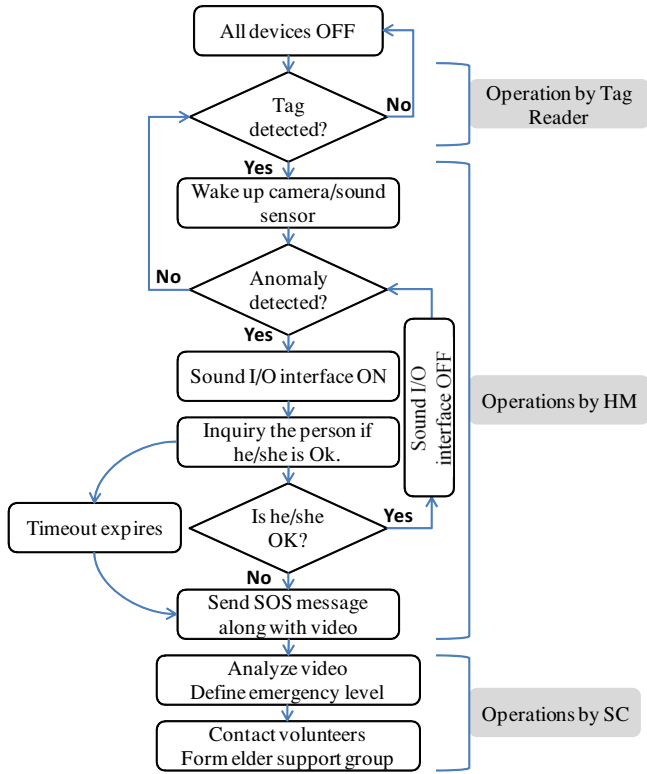 All devices OFF
Tag
detected?
No
Operation by Tag
Reader
Yes
Wake up camera/sound
sensor
No
Anomaly
detected?
Yes
Sound I/O interface ON
Sound I/O
interface OFF
Operations by HM
Inquiry the person if
he/she is Ok.
Timeout expires
Is he/she
OK?
Yes
No
Send SOS message
along with video
Analyze video
Define emergency level
Operations by SC
Contact volunteers
Form elder support group